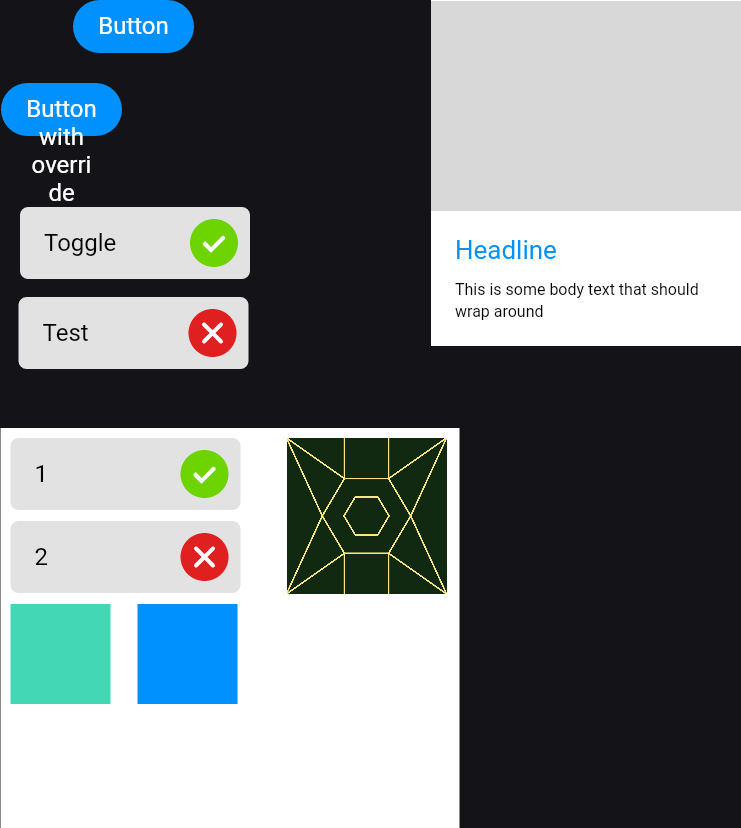 Button
Button
with
overri
de
Toggle
Test
Headline
This is some body text that should
wrap around
1
2